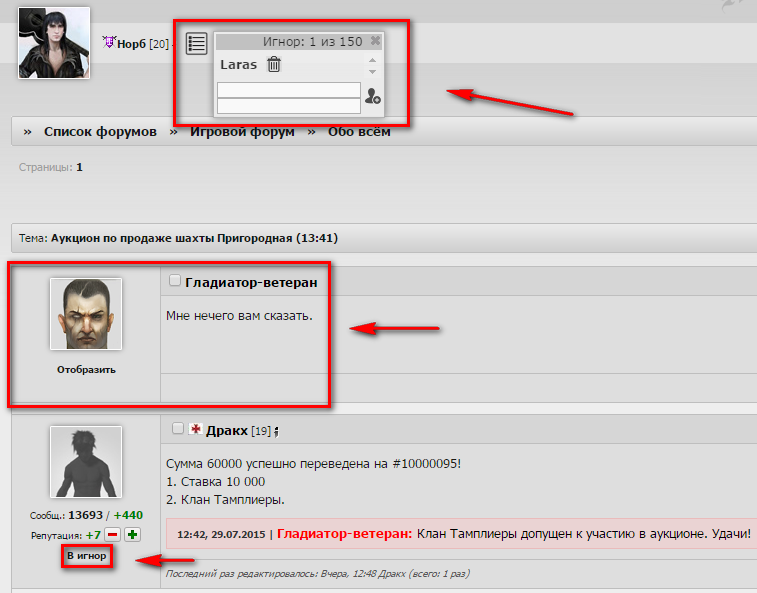 Норб [20]
Игнор: 1 из 150
Laras
» Список форумов » Игровой форум » Обо всём
Страницы: 1
Тема: Аукцион по продаже шахты Пригородная (13:41)
Гладиатор-ветеран
Мне нечего вам сказать.
Отобразить
Дракх [19]
Сумма 60000 успешно переведена на #10000095!
1. Ставка 10 000
2. Клан Тамплиеры.
Сообщ.: 13693 / +440
Репутация: +7
12:42, 29.07.2015 | Гладиатор-ветеран: Клан Тамплиеры допущен к участию в аукционе. Удачи!
В игнор
Последний раз редактировалось: Вчера, 12:48 Дракх (всего: 1 раз)